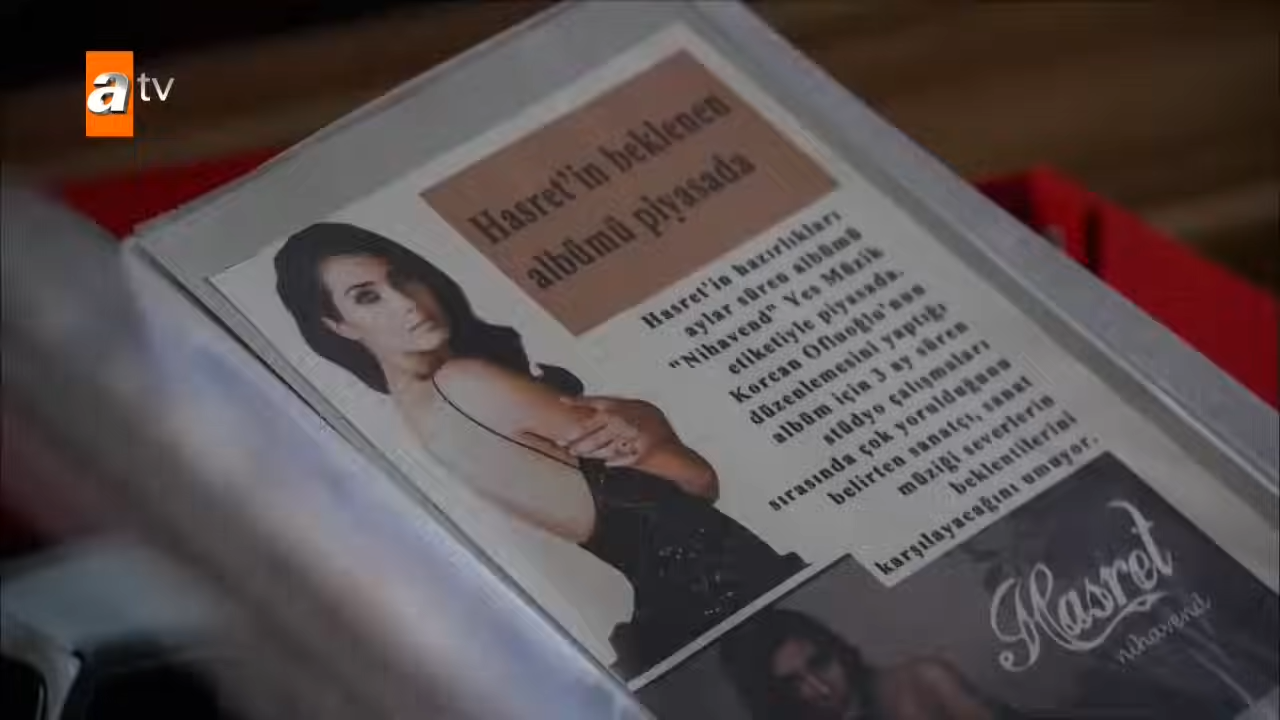 atv
Hasret'in beklenen
albümü piyasada
Hasret'in hazırlıkları
aylar süren albümü
"Nihavend" Yes Müzik
etiketiyle piyasada.
Korcan Ofluoğlu'nun
düzenlemesini yaptığı
albüm için 3 ay süren
stüdyo çalışmaları
sırasında çok yorulduğunu
belirten sanatçı, sanat
müziği severlerin
beklentilerini
karşılayacağını umuyor.
Hasret
nihavend